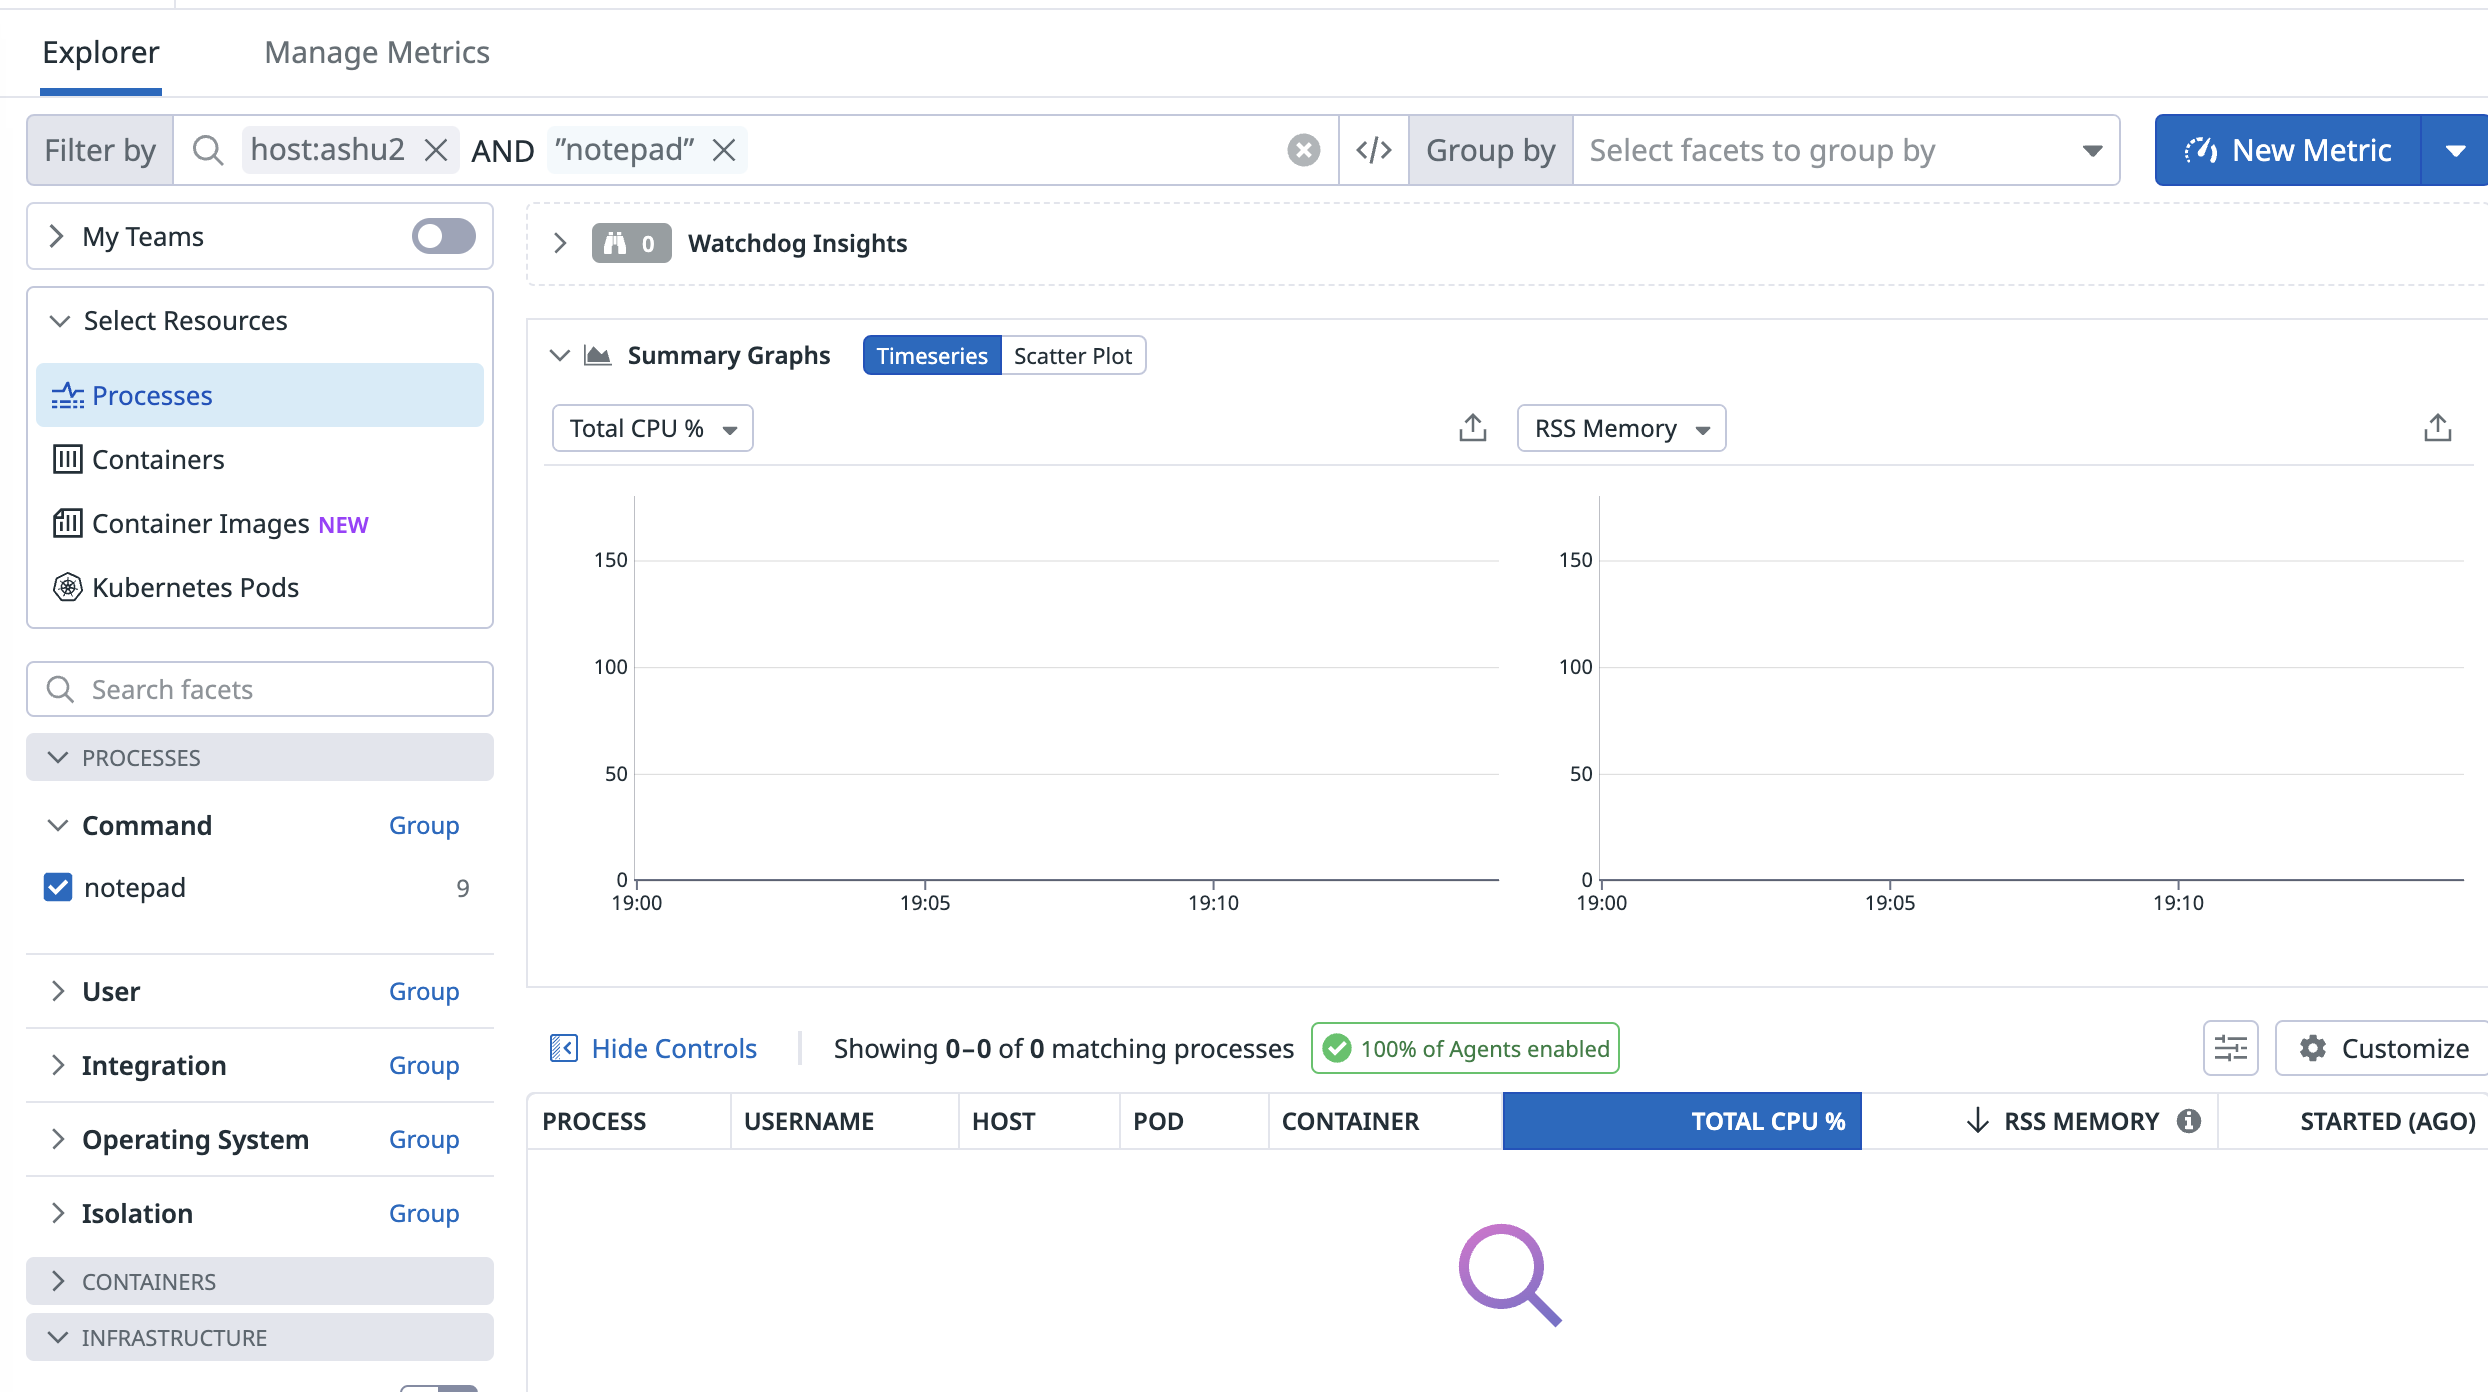 Explorer Manage Metrics
Filter by host:ashu2 AND "notepad" </> Group by Select facets to group by New Metric
My Teams
0 Watchdog Insights
Select Resources
Processes
Containers
Container Images NEW
Kubernetes Pods
Summary Graphs Timeseries Scatter Plot
Total CPU %
150
100
50
0
19:00 19:05 19:10
RSS Memory
150
100
50
0
19:00 19:05 19:10
Search facets
PROCESSES
Command Group
notepad 9
User Group
Integration Group
Operating System Group
Isolation Group
CONTAINERS
INFRASTRUCTURE
Hide Controls Showing 0–0 of 0 matching processes 100% of Agents enabled Customize
PROCESS USERNAME HOST POD CONTAINER TOTAL CPU % RSS MEMORY STARTED (AGO)